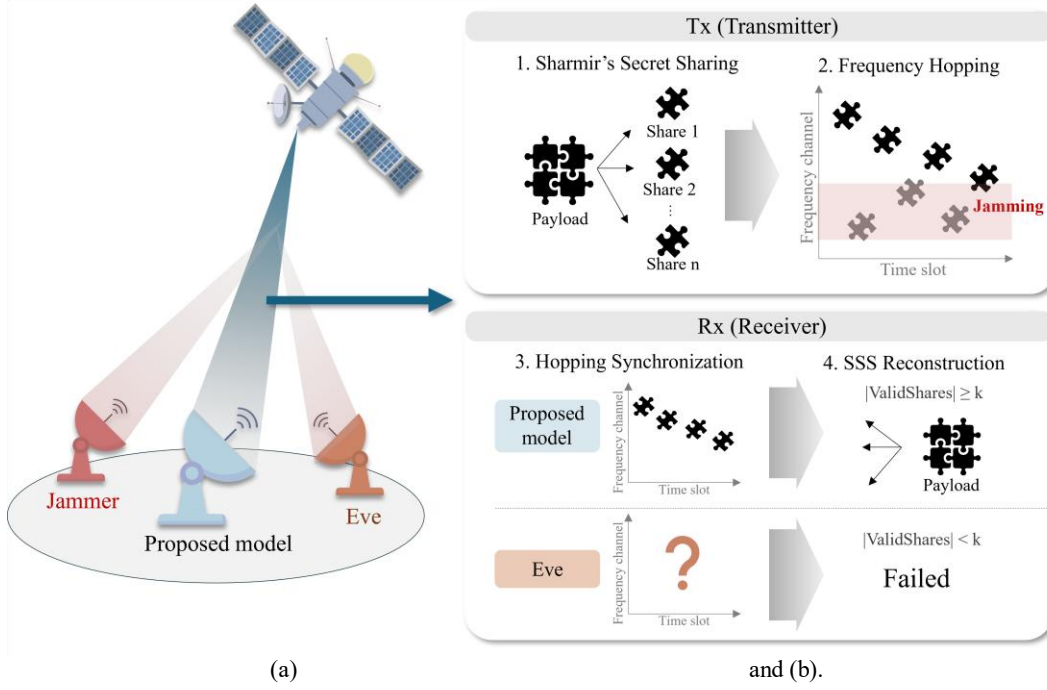 Jammer
Proposed model
Eve
(a)
Tx (Transmitter)
1. Sharmir's Secret Sharing
Payload
Share 1
Share 2
Share n
2. Frequency Hopping
Frequency channel
Jamming
Time slot
Rx (Receiver)
3. Hopping Synchronization
Proposed
model
Frequency channel
Time slot
4. SSS Reconstruction
|ValidShares| ≥ k
Payload
Eve
Frequency channel
?
Time slot
|ValidShares| < k
Failed
and (b).